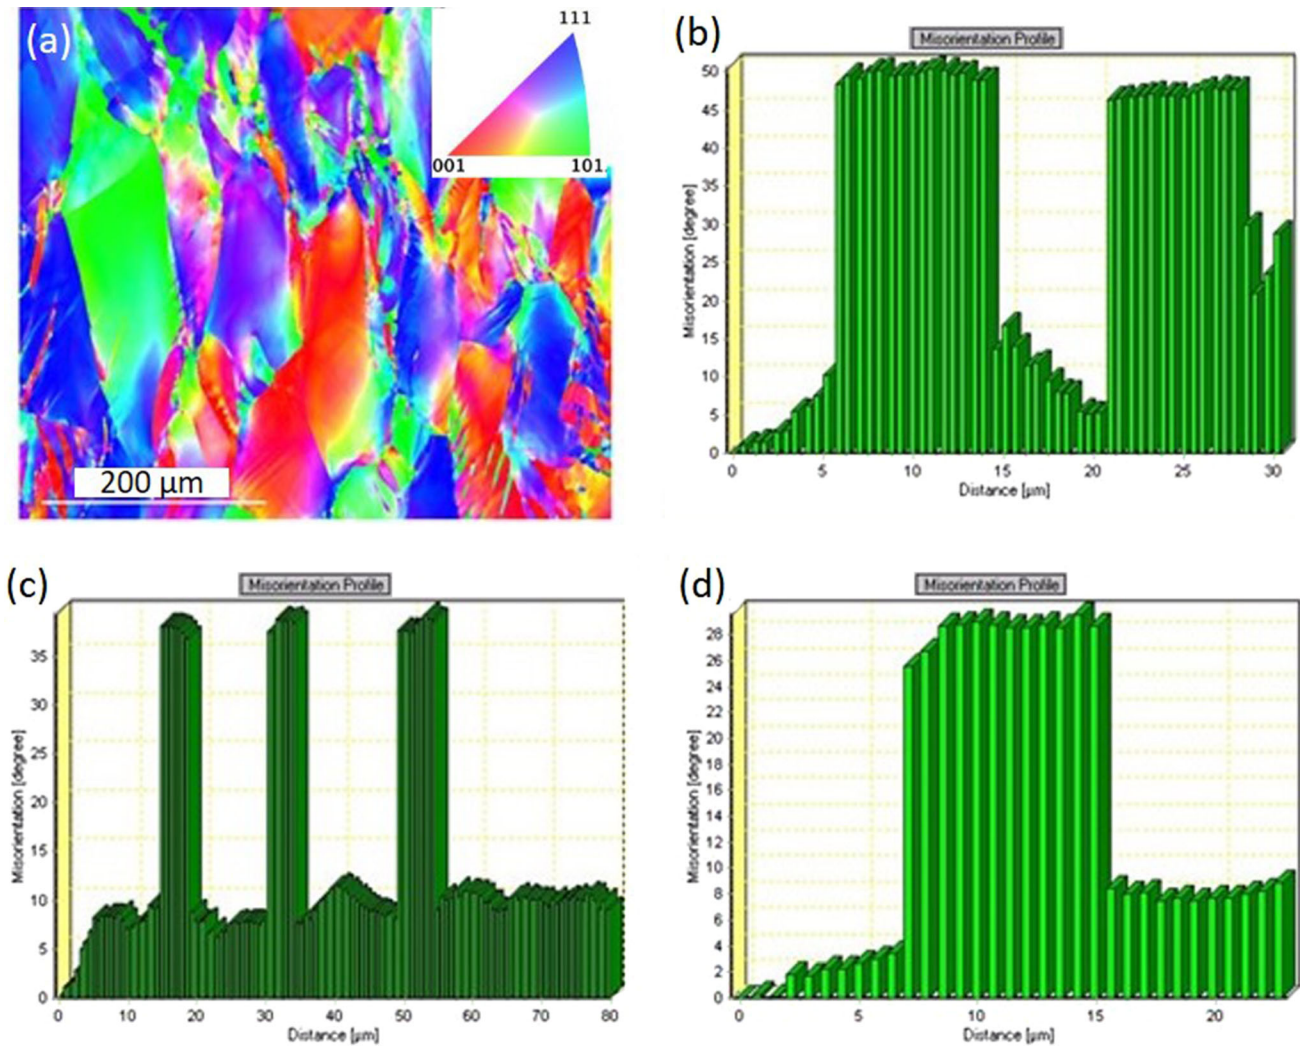 (a)
111
001
101
200 µm
(b)
Misorientation Profile
Misorientation [degree]
50
45
40
35
30
25
20
15
10
5
0
0 5 10 15 20 25 30
Distance [µm]
(c)
Misorientation Profile
Misorientation [degree]
35
30
25
20
15
10
5
0
0 10 20 30 40 50 60 70 80
Distance [µm]
(d)
Misorientation Profile
Misorientation [degree]
28
26
24
22
20
18
16
14
12
10
8
6
4
2
0
0 5 10 15 20
Distance [µm]